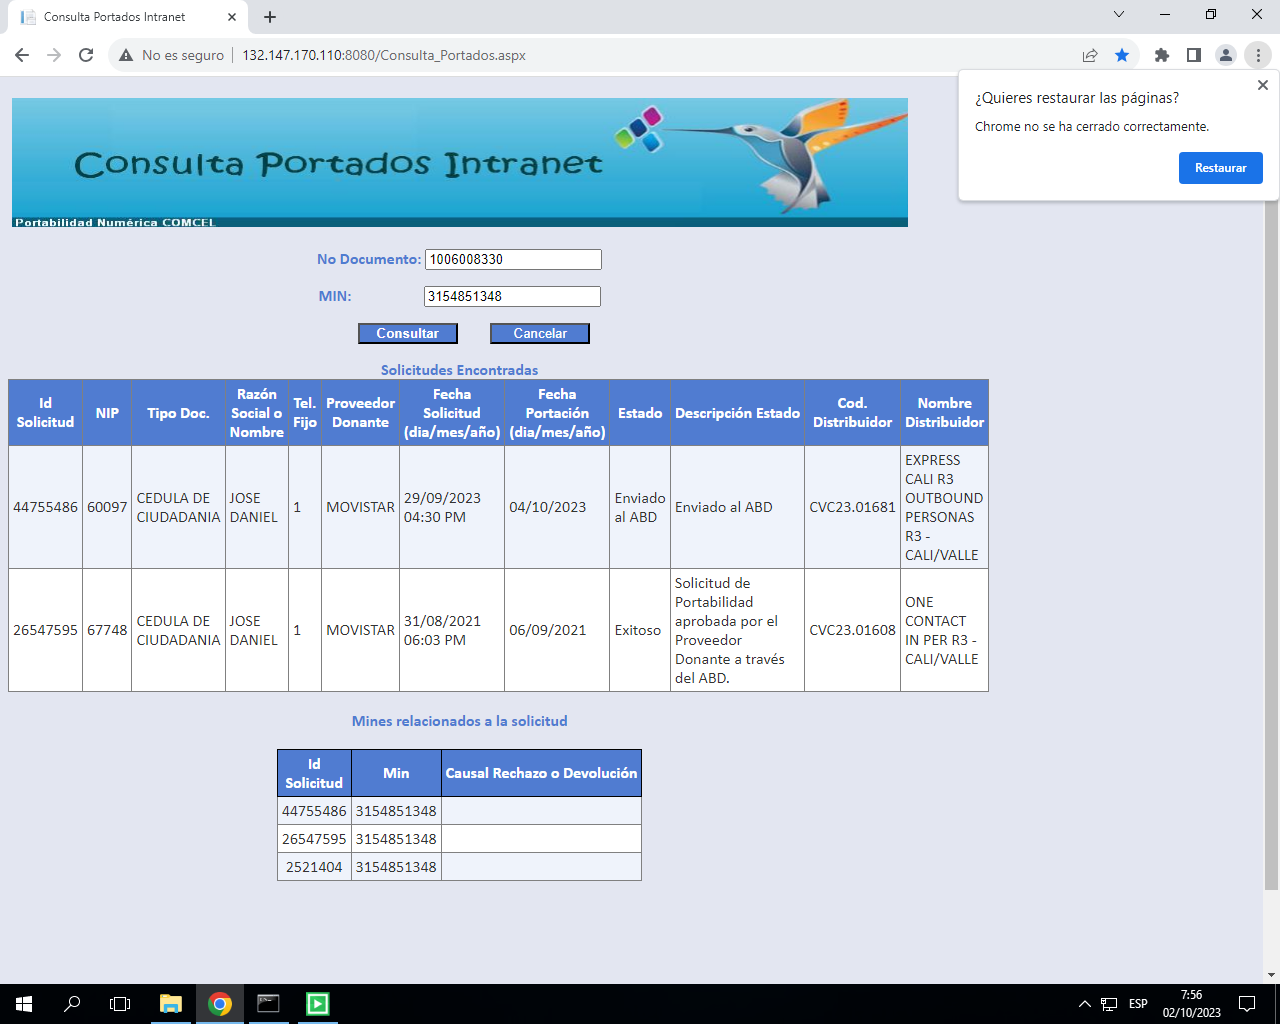 Consulta Portados Intranet
No es seguro
132.147.170.110:8080/Consulta_Portados.aspx
¿Quieres restaurar las páginas?
Chrome no se ha cerrado correctamente.
Restaurar
Consulta Portados Intranet
Portabilidad Numérica COMCEL
No Documento: 1006008330
MIN: 3154851348
Consultar Cancelar
Solicitudes Encontradas
Id Solicitud NIP Tipo Doc. Razón Social o Nombre Tel. Fijo Proveedor Donante Fecha Solicitud (dia/mes/año) Fecha Portación (dia/mes/año) Estado Descripción Estado Cod. Distribuidor Nombre Distribuidor
44755486 60097 CEDULA DE CIUDADANIA JOSE DANIEL 1 MOVISTAR 29/09/2023 04:30 PM 04/10/2023 Enviado al ABD Enviado al ABD CVC23.01681 EXPRESS CALI R3 OUTBOUND PERSONAS R3 - CALI/VALLE
26547595 67748 CEDULA DE CIUDADANIA JOSE DANIEL 1 MOVISTAR 31/08/2021 06:03 PM 06/09/2021 Exitoso Solicitud de Portabilidad aprobada por el Proveedor Donante a través del ABD. CVC23.01608 ONE CONTACT IN PER R3 - CALI/VALLE
Mines relacionados a la solicitud
Id Solicitud Min Causal Rechazo o Devolución
44755486 3154851348
26547595 3154851348
2521404 3154851348
ESP
7:56
02/10/2023